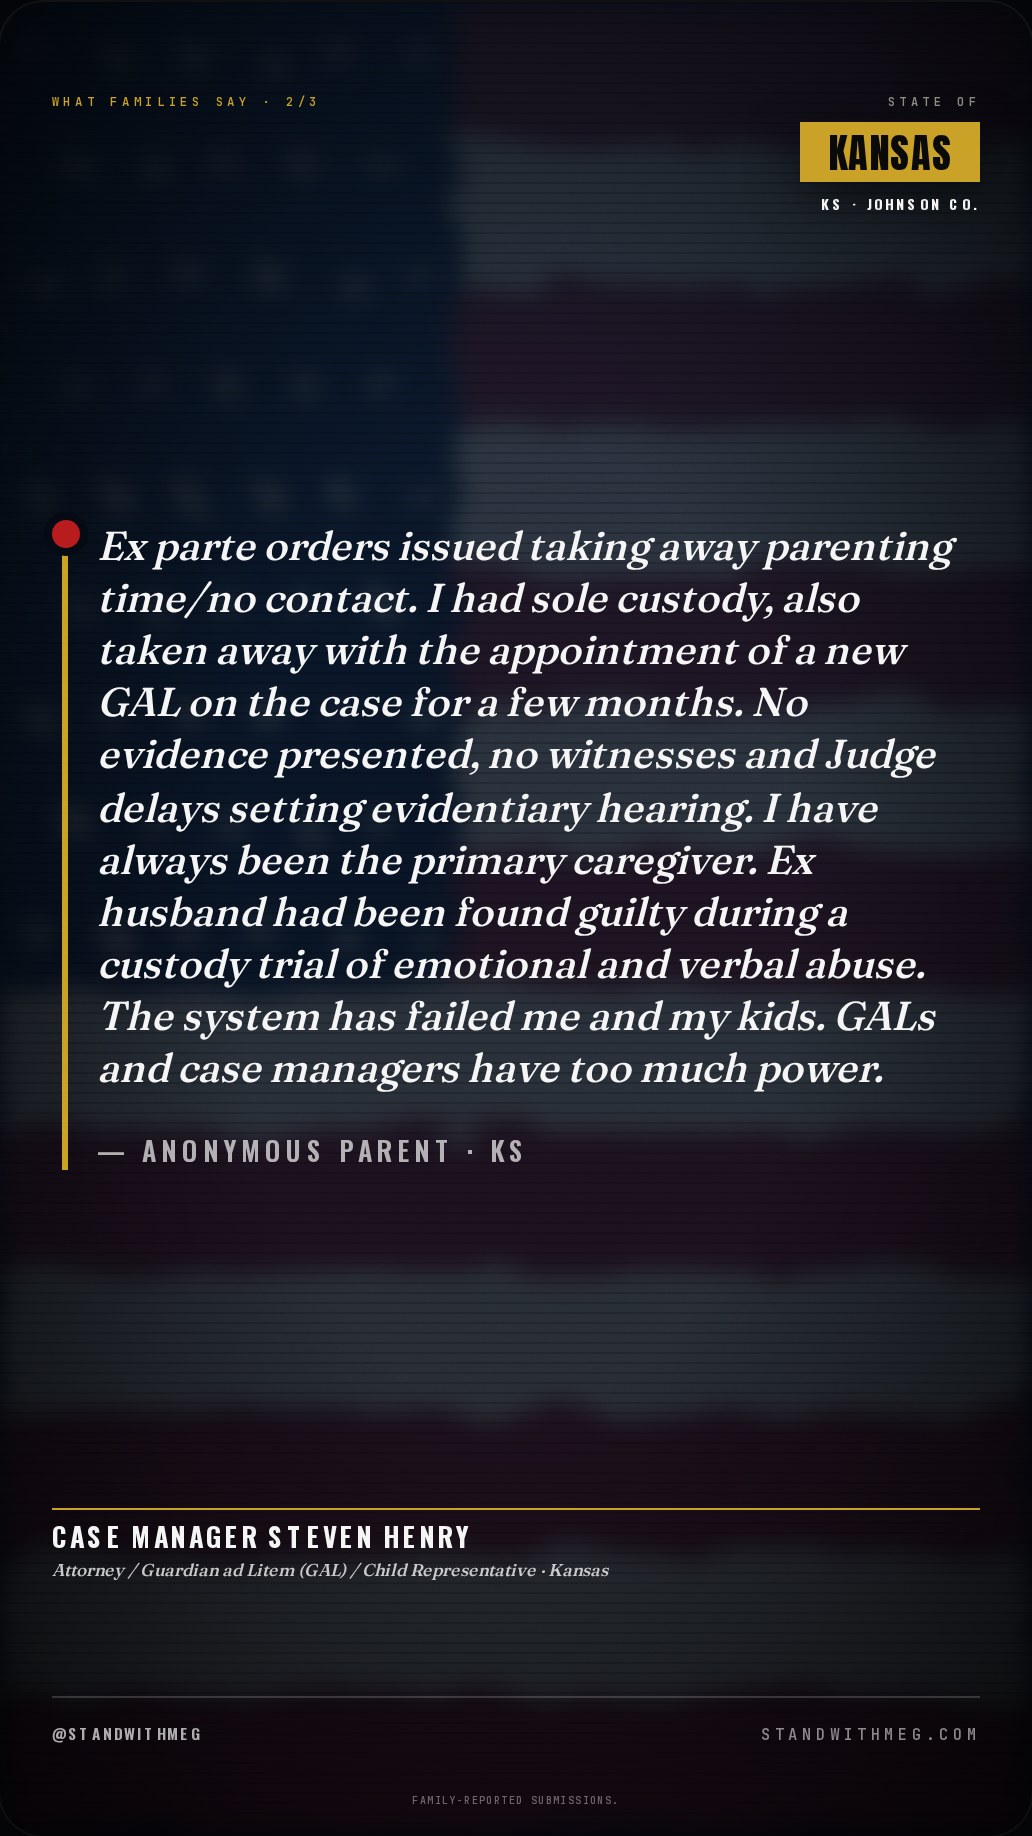 WHAT FAMILIES SAY · 2/3
STATE OF
KANSAS
KS · JOHNSON CO.
Ex parte orders issued taking away parenting
time/no contact. I had sole custody, also
taken away with the appointment of a new
GAL on the case for a few months. No
evidence presented, no witnesses and Judge
delays setting evidentiary hearing. I have
always been the primary caregiver. Ex
husband had been found guilty during a
custody trial of emotional and verbal abuse.
The system has failed me and my kids. GALs
and case managers have too much power.
— ANONYMOUS PARENT · KS
CASE MANAGER STEVEN HENRY
Attorney / Guardian ad Litem (GAL) / Child Representative · Kansas
@STANDWITHMEG
STANDWITHMEG.COM
FAMILY-REPORTED SUBMISSIONS.